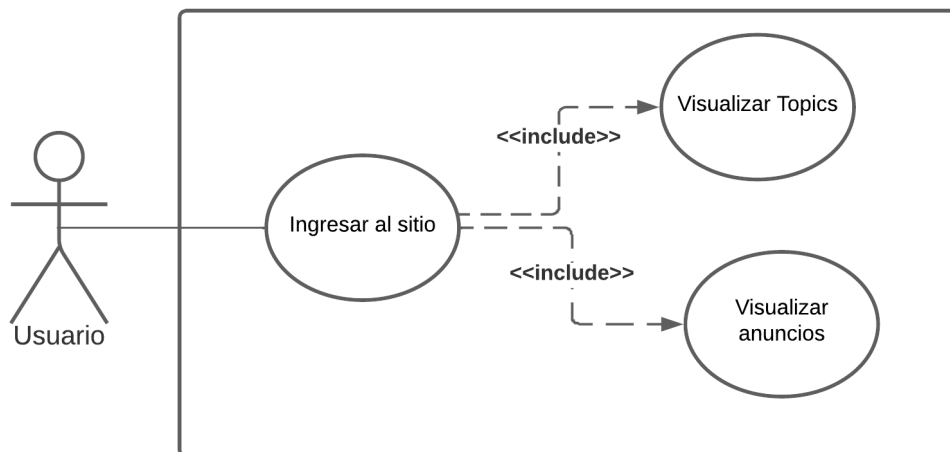 Visualizar Topics
<<include>>
Ingresar al sitio
<<include>>
Visualizar
anuncios
Usuario